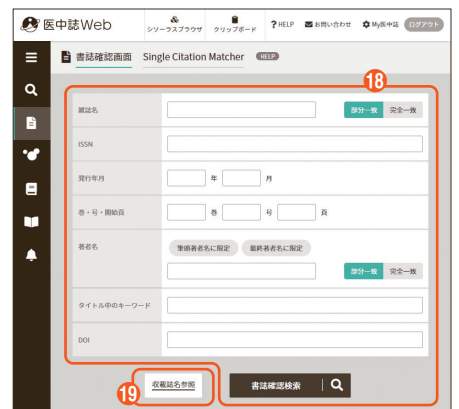 医中誌Web
シソーラスブラウザ
クリップボード
? HELP
お問い合わせ
My医中誌
ログアウト
書誌確認画面 Single Citation Matcher HELP
18
雑誌名 部分一致 完全一致
ISSN
発行年月 年 月
巻・号・開始頁 巻 号 頁
著者名 筆頭著者名に限定 最終著者名に限定
部分一致 完全一致
タイトル中のキーワード
DOI
19 収載誌名参照 書誌確認検索